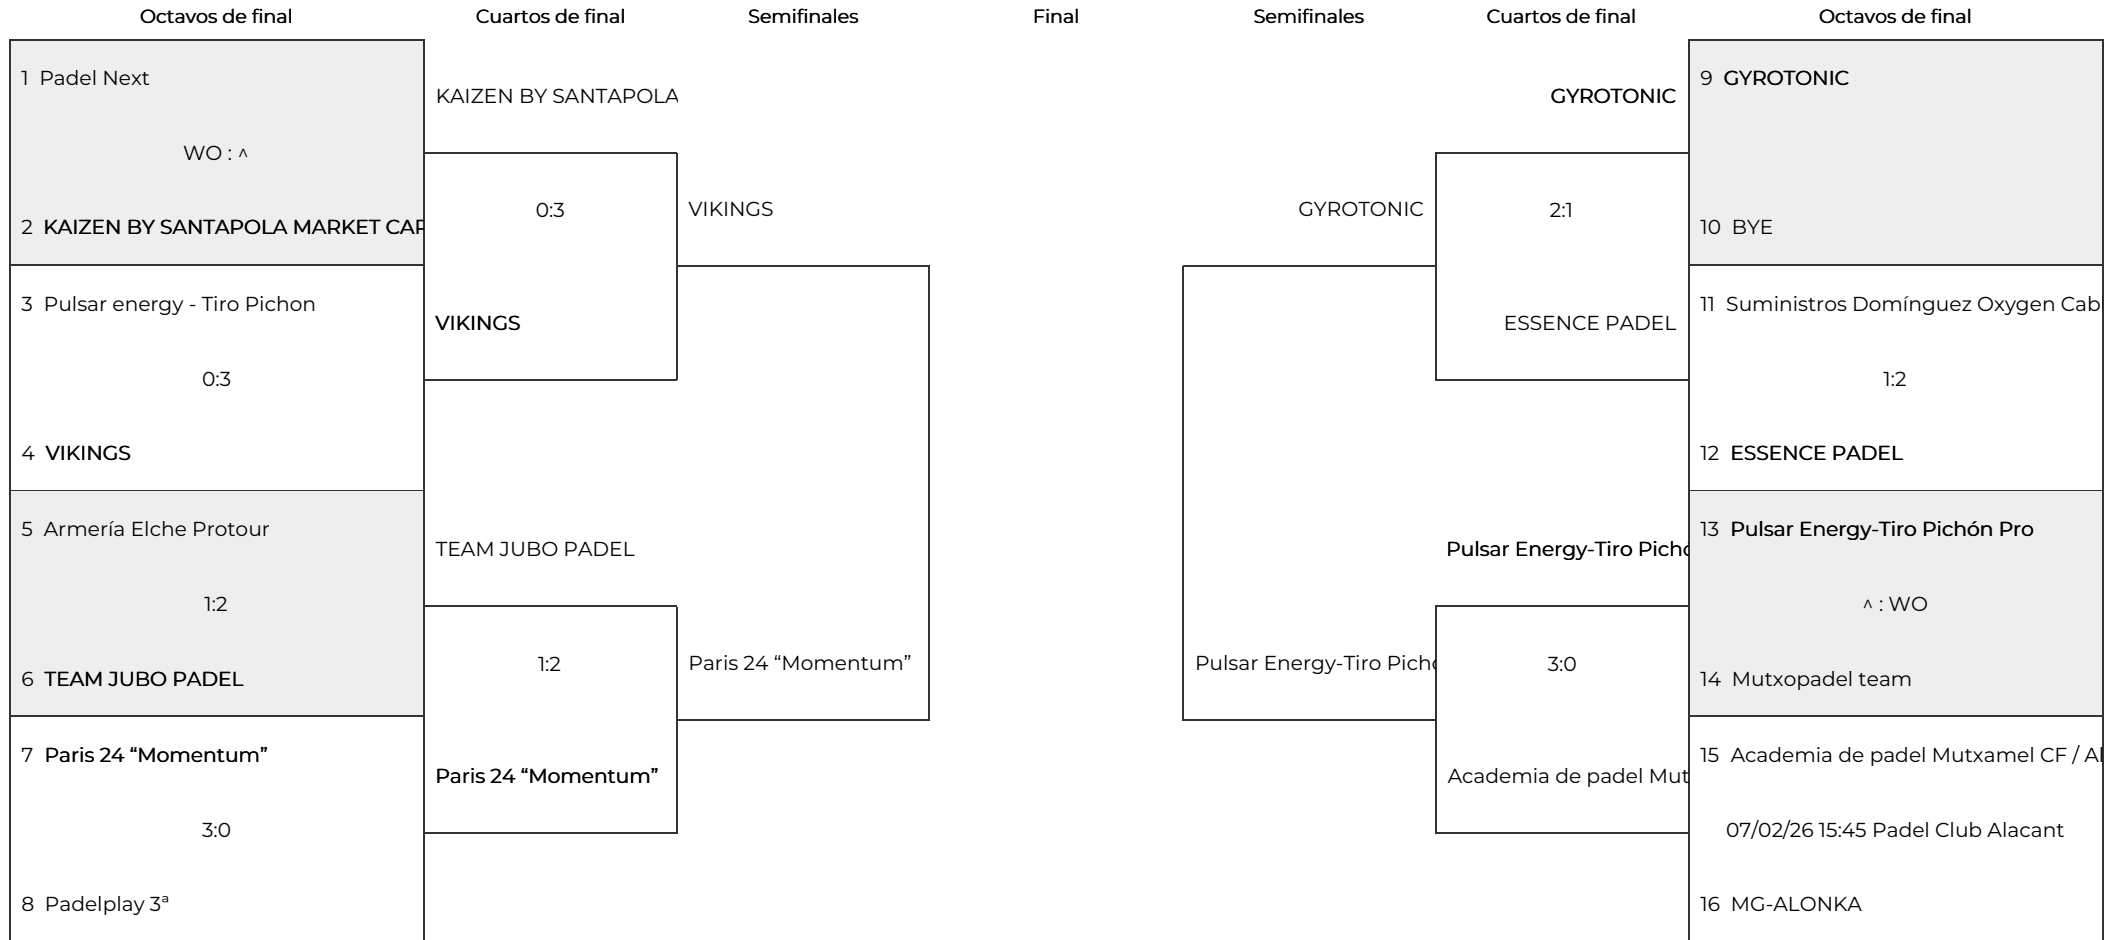 Octavos de final
Cuartos de final
Semifinales
Final
Semifinales
Cuartos de final
Octavos de final
1 Padel Next
WO : ^
2 KAIZEN BY SANTAPOLA MARKET CAR
3 Pulsar energy - Tiro Pichon
0:3
4 VIKINGS
5 Armería Elche Protour
1:2
6 TEAM JUBO PADEL
7 Paris 24 “Momentum”
3:0
8 Padelplay 3ª
KAIZEN BY SANTAPOLA
0:3
VIKINGS
TEAM JUBO PADEL
1:2
Paris 24 “Momentum”
VIKINGS
Paris 24 “Momentum”
GYROTONIC
Pulsar Energy-Tiro Picho
GYROTONIC
2:1
ESSENCE PADEL
Pulsar Energy-Tiro Picho
3:0
Academia de padel Mut
9 GYROTONIC
10 BYE
11 Suministros Domínguez Oxygen Cab
1:2
12 ESSENCE PADEL
13 Pulsar Energy-Tiro Pichón Pro
^ : WO
14 Mutxopadel team
15 Academia de padel Mutxamel CF / Al
07/02/26 15:45 Padel Club Alacant
16 MG-ALONKA